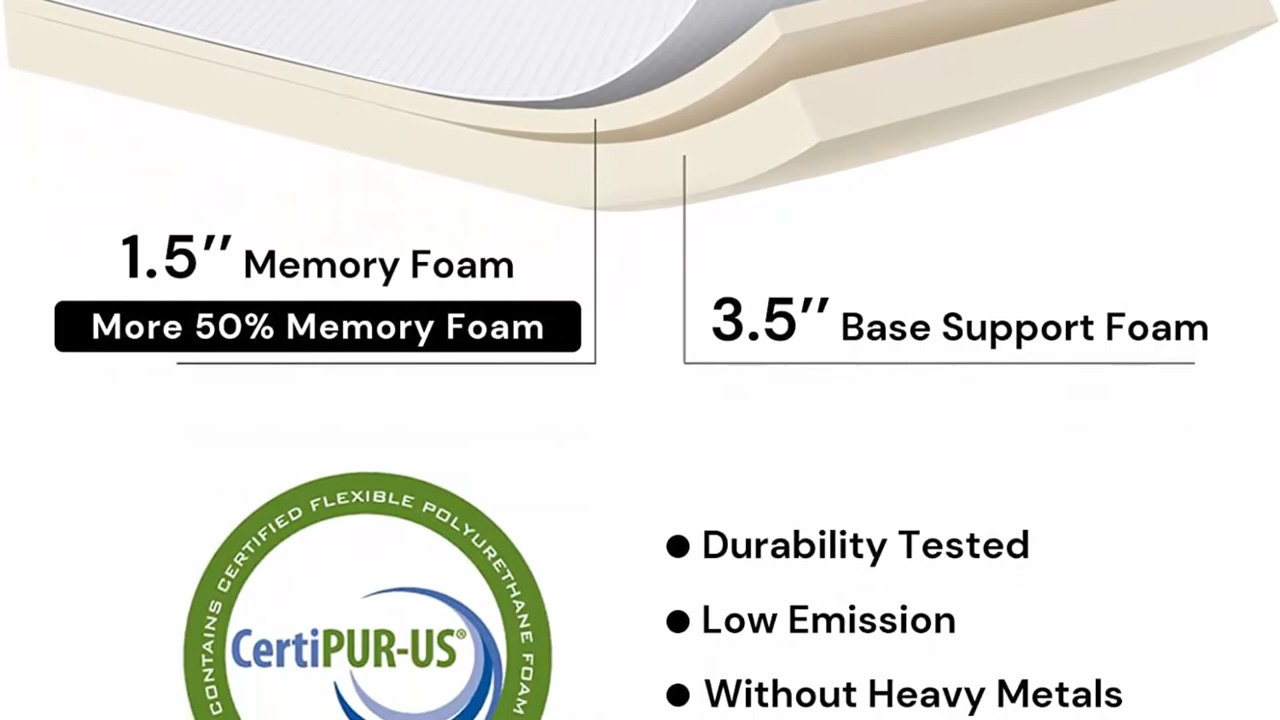 1.5″ Memory Foam
More 50% Memory Foam
3.5″ Base Support Foam
CONTAINS CERTIFIED FLEXIBLE POLYURETHANE FOAM
CertiPUR-US®
● Durability Tested
● Low Emission
● Without Heavy Metals